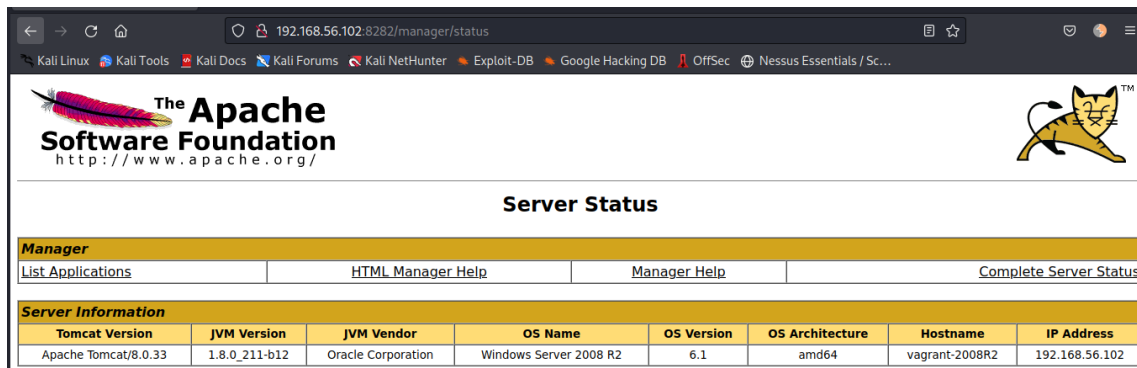 192.168.56.102:8282/manager/status
Kali Linux Kali Tools Kali Docs Kali Forums Kali NetHunter Exploit-DB Google Hacking DB OffSec Nessus Essentials / Sc...
The Apache
Software Foundation
http://www.apache.org/
TM
Server Status
Manager
List Applications HTML Manager Help Manager Help Complete Server Status
Server Information
Tomcat Version JVM Version JVM Vendor OS Name OS Version OS Architecture Hostname IP Address
Apache Tomcat/8.0.33 1.8.0_211-b12 Oracle Corporation Windows Server 2008 R2 6.1 amd64 vagrant-2008R2 192.168.56.102